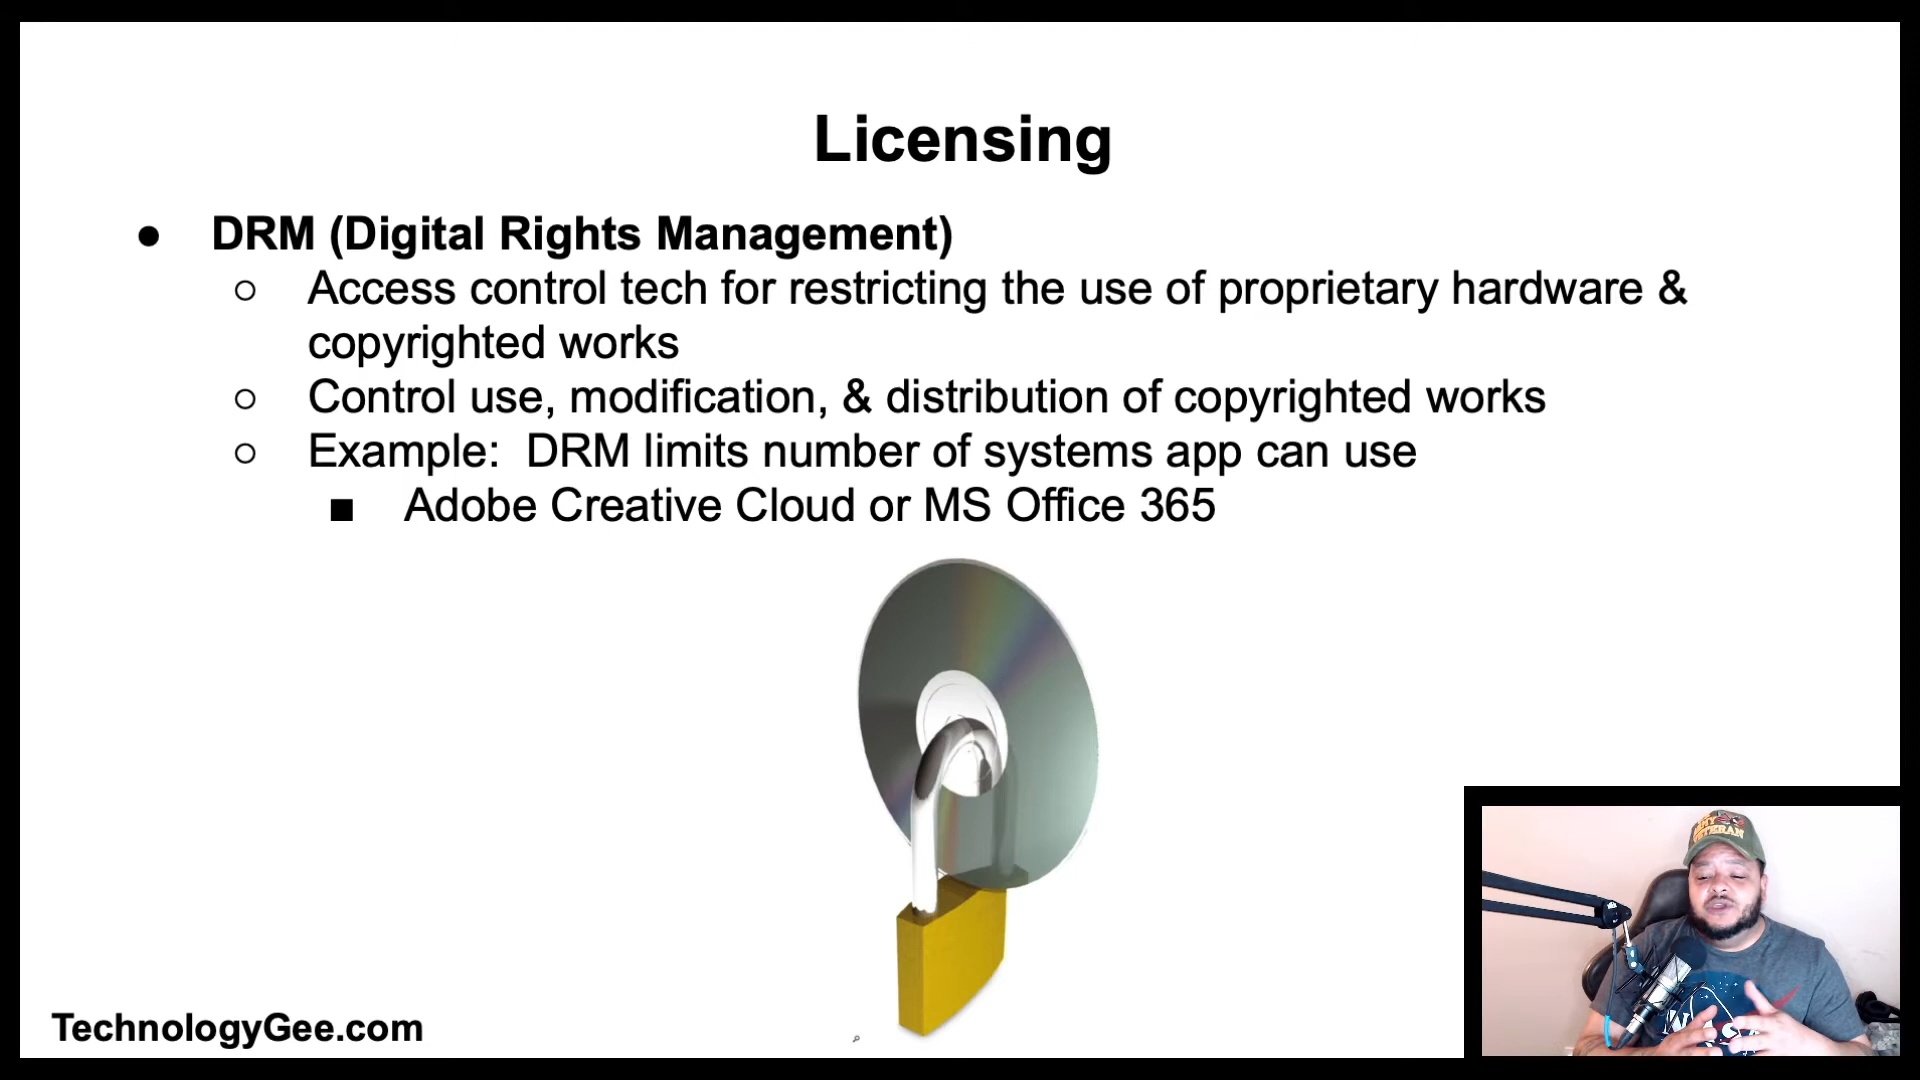 Licensing
● DRM (Digital Rights Management)
○ Access control tech for restricting the use of proprietary hardware &
copyrighted works
○ Control use, modification, & distribution of copyrighted works
○ Example:  DRM limits number of systems app can use
■ Adobe Creative Cloud or MS Office 365
ARMY
VETERAN
TechnologyGee.com